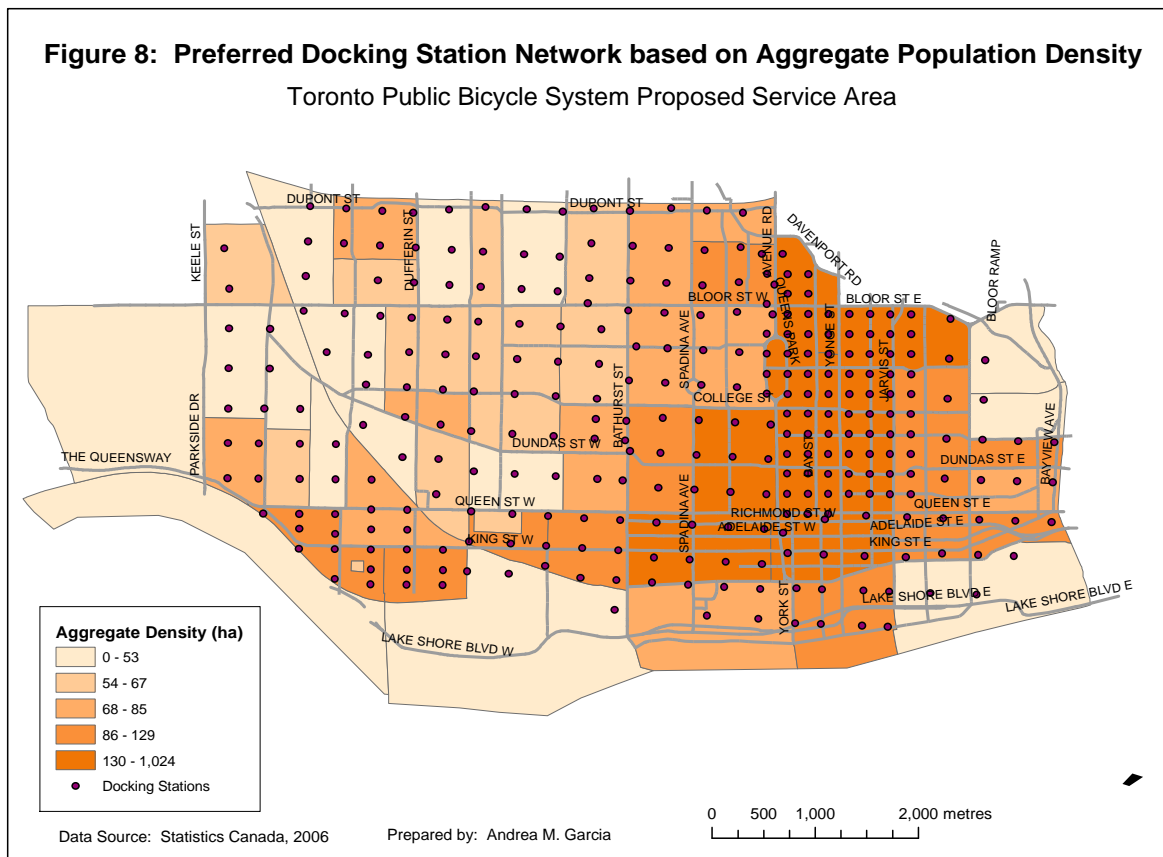 Figure 8:  Preferred Docking Station Network based on Aggregate Population Density
Toronto Public Bicycle System Proposed Service Area
DUPONT ST
DUPONT ST
KEELE ST
DUFFERIN ST
AVENUE RD
DAVENPORT RD
BLOOR RAMP
BLOOR ST W
QUEENS PARK
BLOOR ST E
SPADINA AVE
YONGE ST
JARVIS ST
BATHURST ST
COLLEGE ST
PARKSIDE DR
DUNDAS ST W
BAY ST
BAYVIEW AVE
THE QUEENSWAY
DUNDAS ST E
QUEEN ST W
QUEEN ST E
SPADINA AVE
RICHMOND ST W
ADELAIDE ST W
ADELAIDE ST E
KING ST W
KING ST E
YORK ST
LAKE SHORE BLVD E
LAKE SHORE BLVD E
LAKE SHORE BLVD W
Aggregate Density (ha)
0 - 53
54 - 67
68 - 85
86 - 129
130 - 1,024
Docking Stations
0 500 1,000 2,000 metres
Data Source:  Statistics Canada, 2006
Prepared by:  Andrea M. Garcia